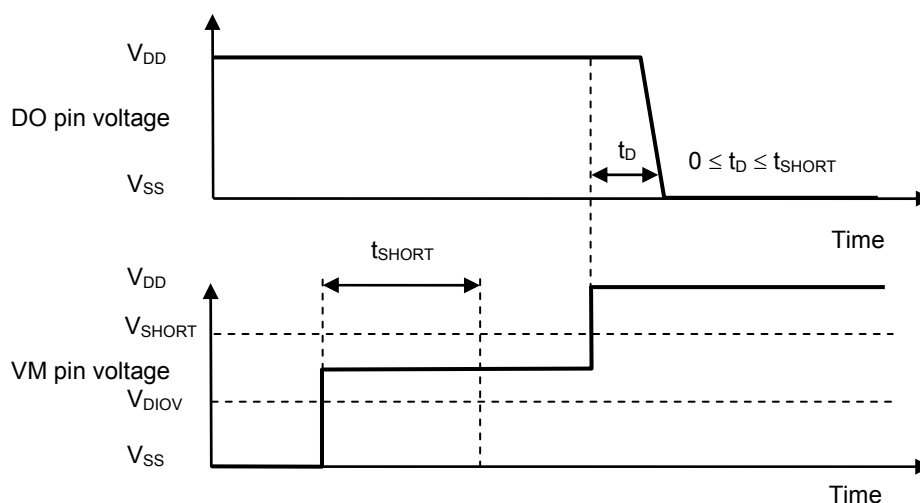 V_DD
DO pin voltage
t_D
0 ≤ t_D ≤ t_SHORT
V_SS
Time
t_SHORT
V_DD
V_SHORT
VM pin voltage
V_DIOV
V_SS
Time